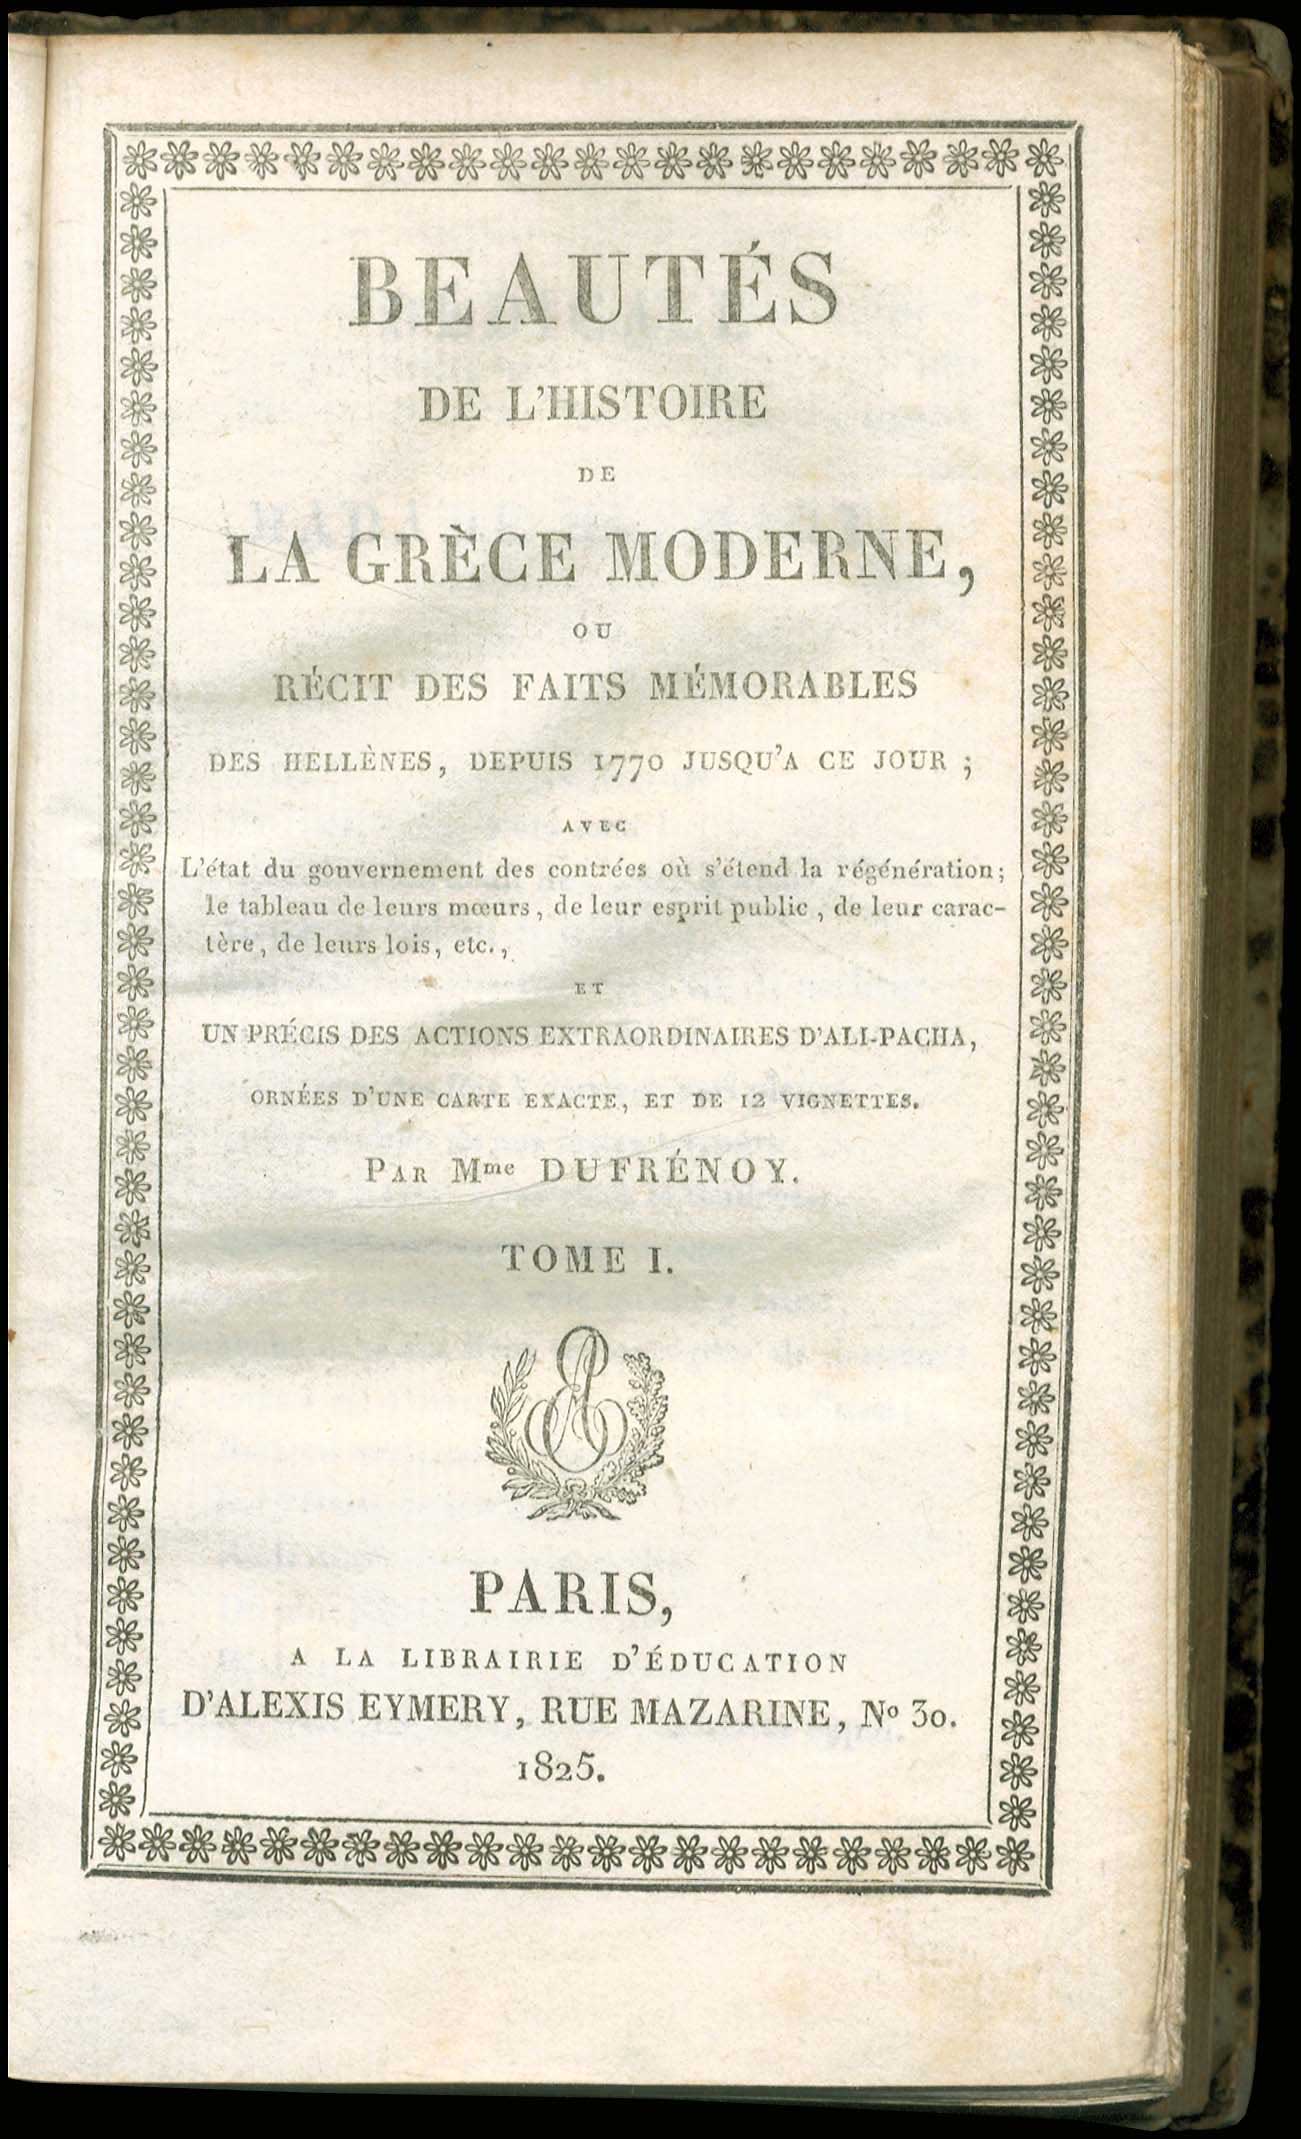 BEAUTÉS
DE L'HISTOIRE
DE
LA GRÈCE MODERNE,
OU
RÉCIT DES FAITS MÉMORABLES
DES HELLÈNES, DEPUIS 1770 JUSQU'A CE JOUR ;
AVEC
L'état du gouvernement des contrées où s'étend la régénération;
le tableau de leurs mœurs, de leur esprit public, de leur carac-
tère, de leurs lois, etc.,
ET
UN PRÉCIS DES ACTIONS EXTRAORDINAIRES D'ALI-PACHA,
ORNÉES D'UNE CARTE EXACTE, ET DE 12 VIGNETTES.
PAR Mme DUFRÉNOY.
TOME I.
AE
PARIS,
A LA LIBRAIRIE D'ÉDUCATION
D'ALEXIS EYMERY, RUE MAZARINE, No 30.
1825.